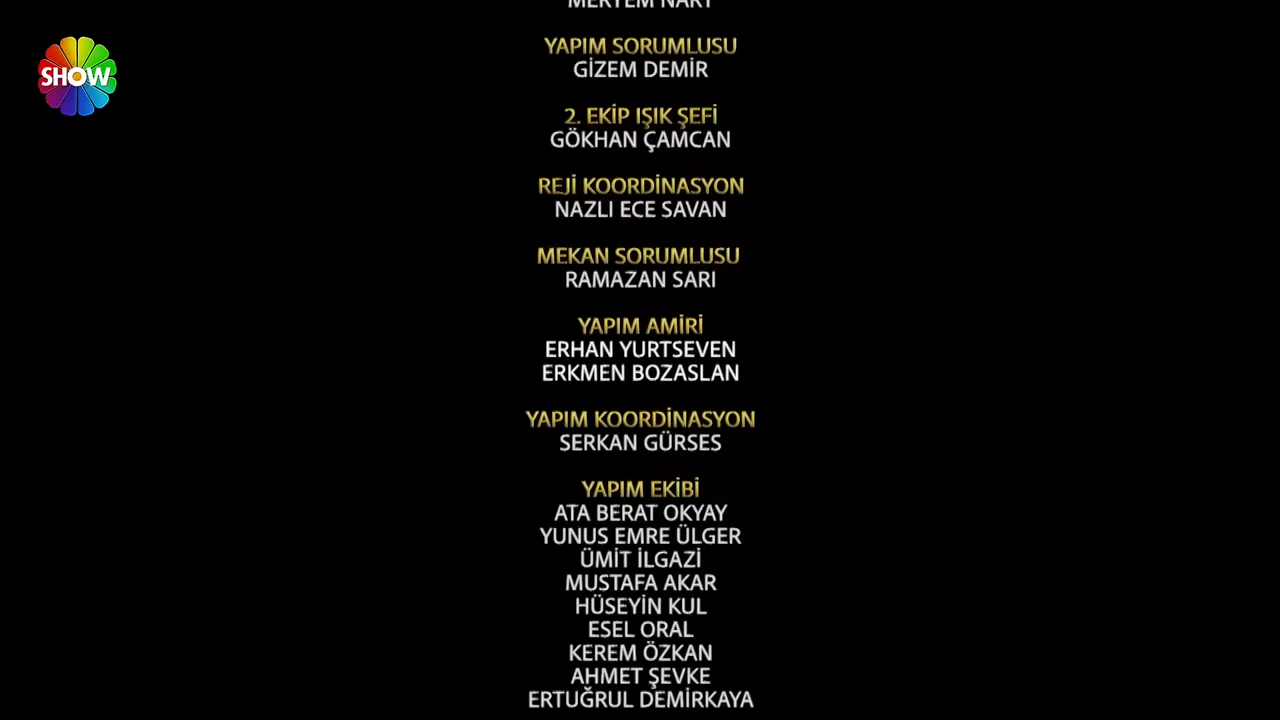 MERYEM NART
YAPIM SORUMLUSU
GİZEM DEMİR
SHOW
2. EKİP IŞIK ŞEFİ
GÖKHAN ÇAMCAN
REJİ KOORDİNASYON
NAZLI ECE SAVAN
MEKAN SORUMLUSU
RAMAZAN SARI
YAPIM AMİRİ
ERHAN YURTSEVEN
ERKMEN BOZASLAN
YAPIM KOORDİNASYON
SERKAN GÜRSES
YAPIM EKİBİ
ATA BERAT OKYAY
YUNUS EMRE ÜLGER
ÜMİT İLGAZİ
MUSTAFA AKAR
HÜSEYİN KUL
ESEL ORAL
KEREM ÖZKAN
AHMET ŞEVKE
ERTUĞRUL DEMİRKAYA